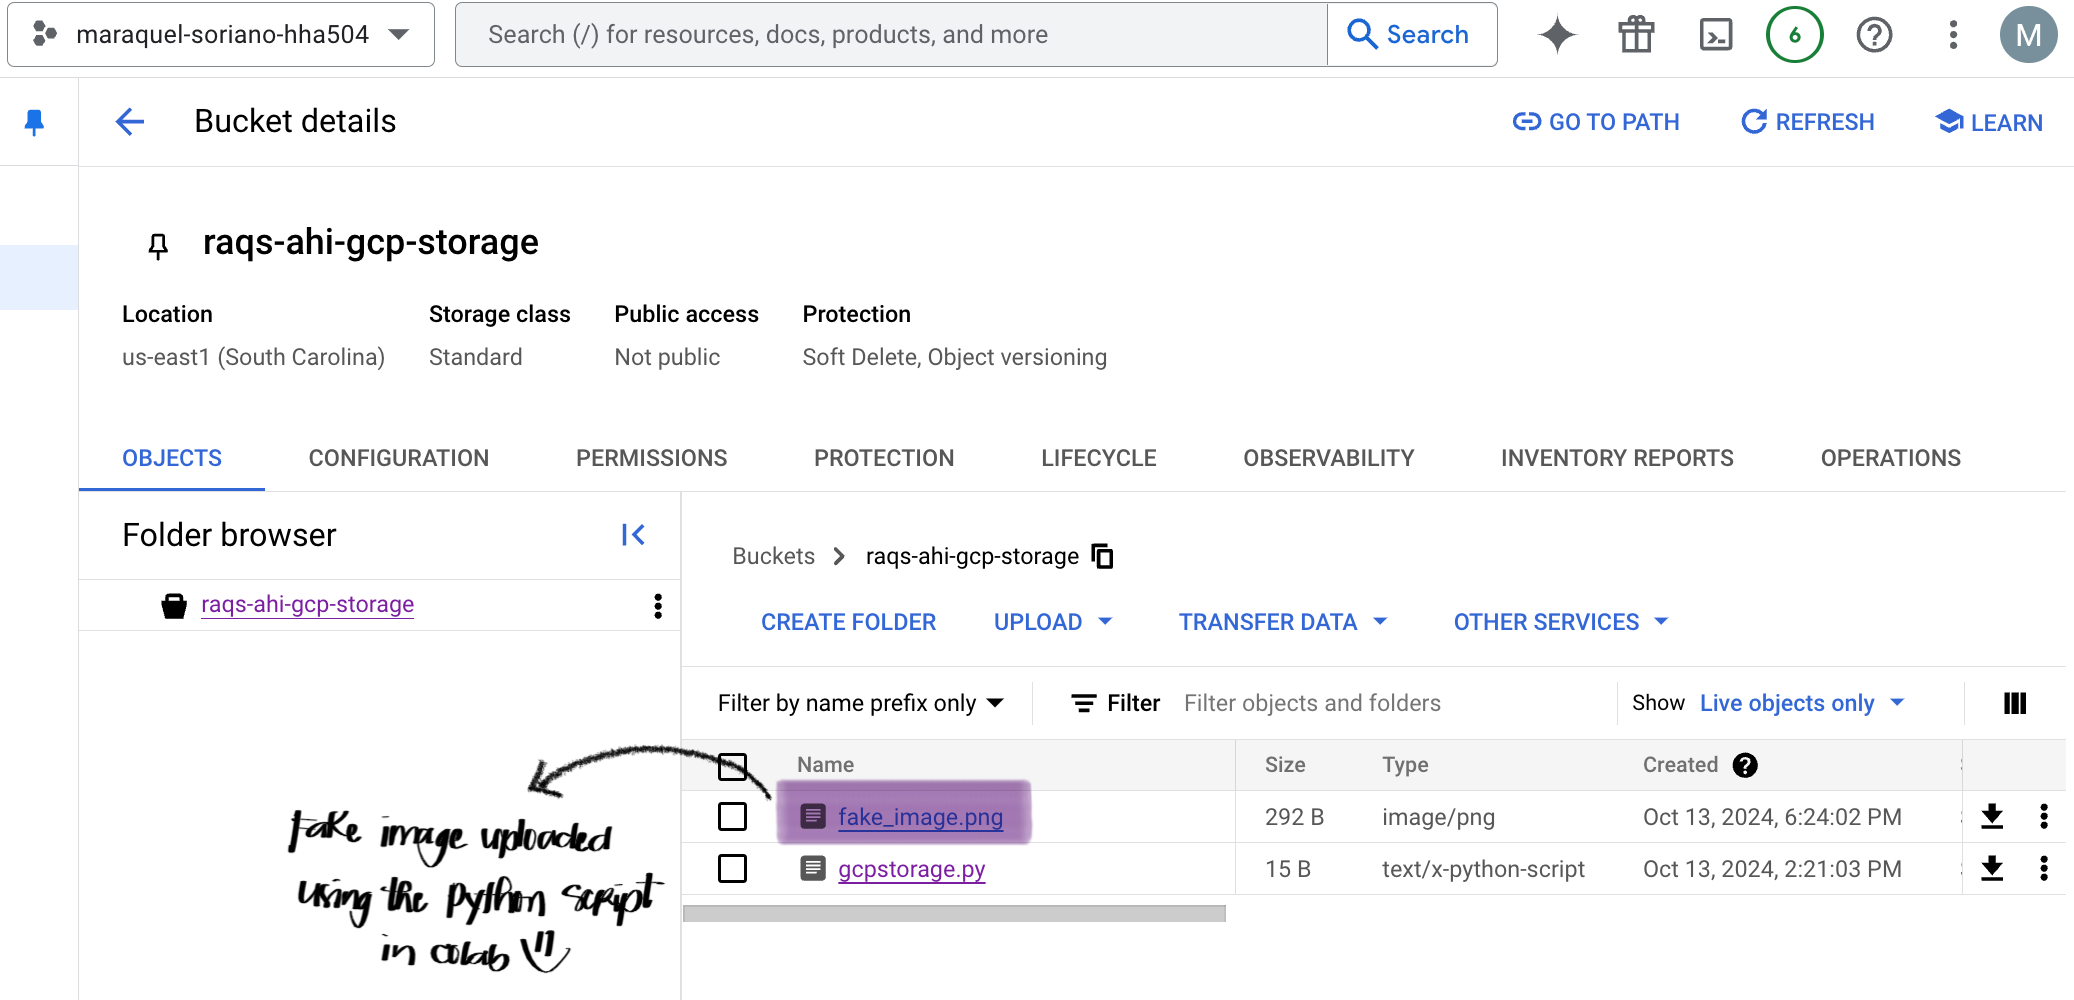 maraquel-soriano-hha504
Search (/) for resources, docs, products, and more
Search
6
M
Bucket details
GO TO PATH
REFRESH
LEARN
raqs-ahi-gcp-storage
Location
Storage class
Public access
Protection
us-east1 (South Carolina)
Standard
Not public
Soft Delete, Object versioning
OBJECTS
CONFIGURATION
PERMISSIONS
PROTECTION
LIFECYCLE
OBSERVABILITY
INVENTORY REPORTS
OPERATIONS
Folder browser
raqs-ahi-gcp-storage
Buckets
raqs-ahi-gcp-storage
CREATE FOLDER
UPLOAD
TRANSFER DATA
OTHER SERVICES
Filter by name prefix only
Filter
Filter objects and folders
Show
Live objects only
Name
Size
Type
Created
fake_image.png
292 B
image/png
Oct 13, 2024, 6:24:02 PM
gcpstorage.py
15 B
text/x-python-script
Oct 13, 2024, 2:21:03 PM
fake image uploaded
using the python script
in colab